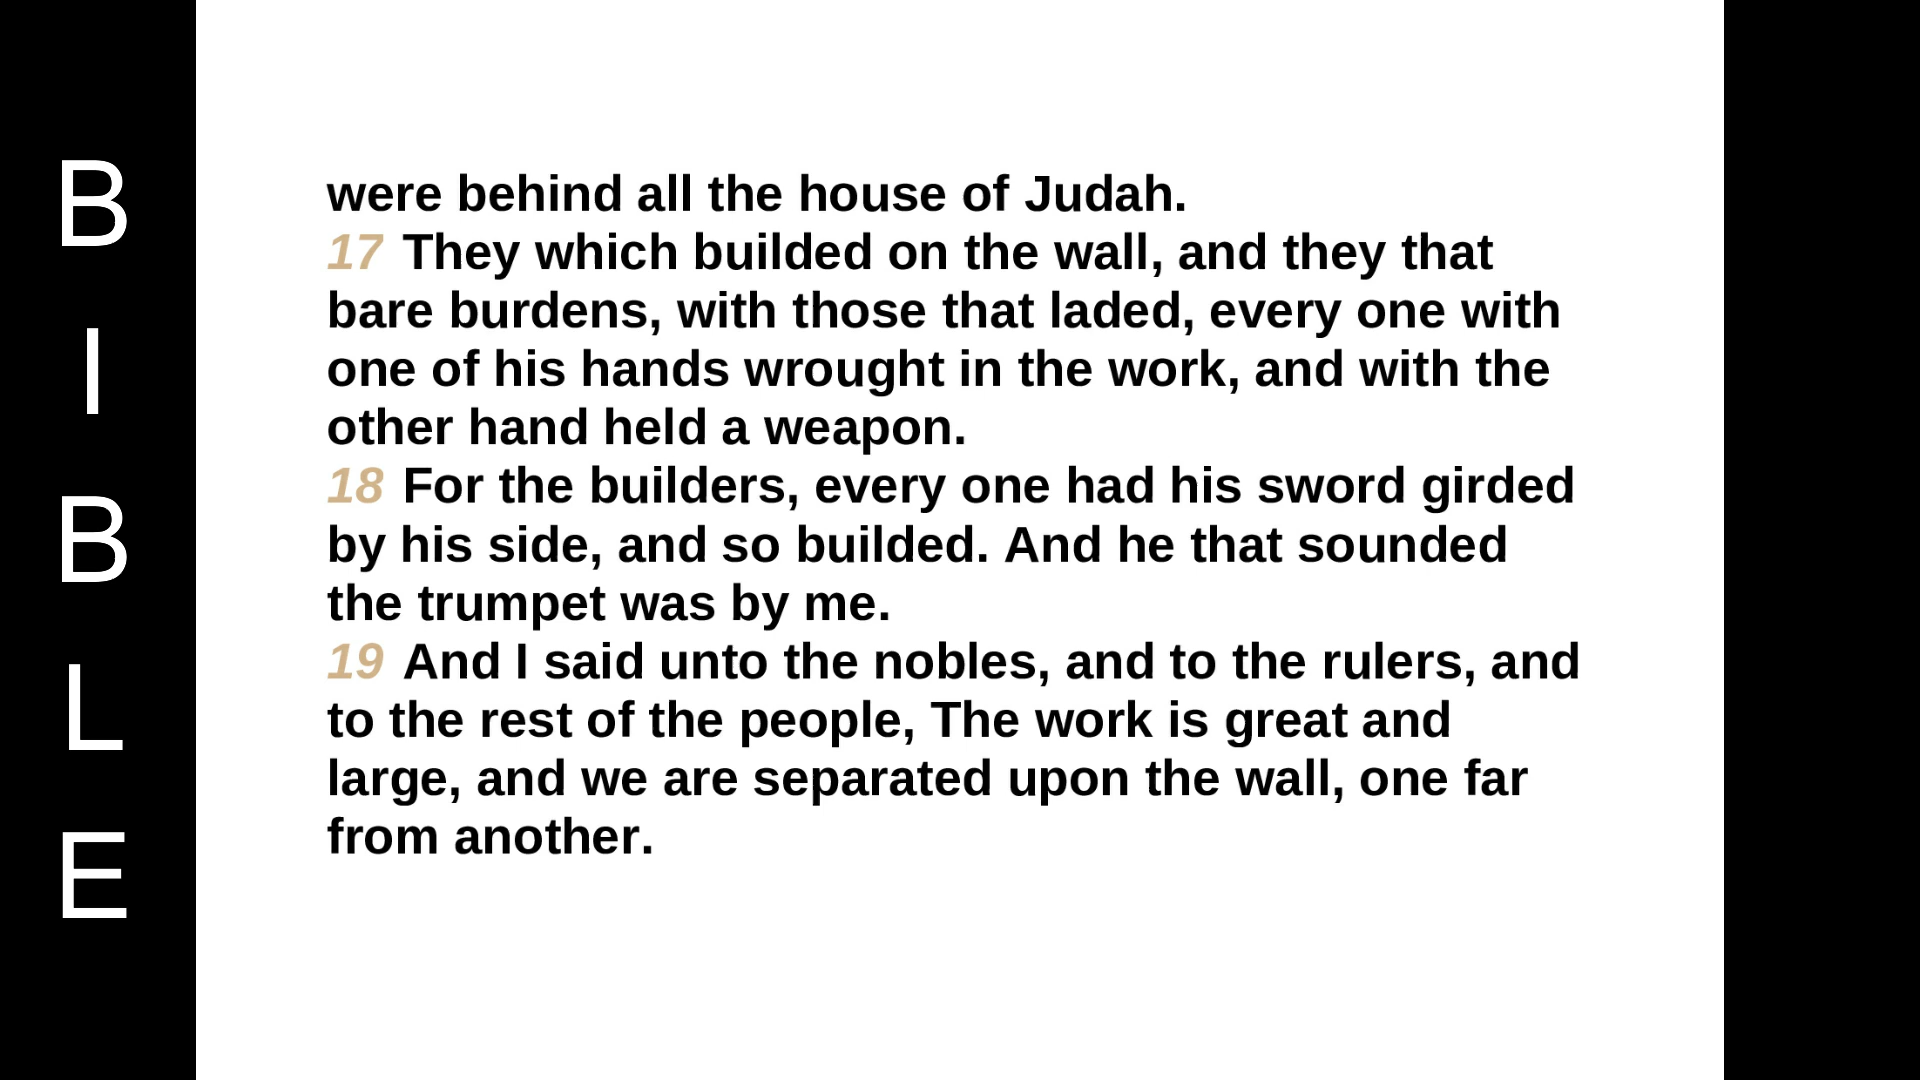 B
I
B
L
E
were behind all the house of Judah.
17 They which builded on the wall, and they that
bare burdens, with those that laded, every one with
one of his hands wrought in the work, and with the
other hand held a weapon.
18 For the builders, every one had his sword girded
by his side, and so builded. And he that sounded
the trumpet was by me.
19 And I said unto the nobles, and to the rulers, and
to the rest of the people, The work is great and
large, and we are separated upon the wall, one far
from another.